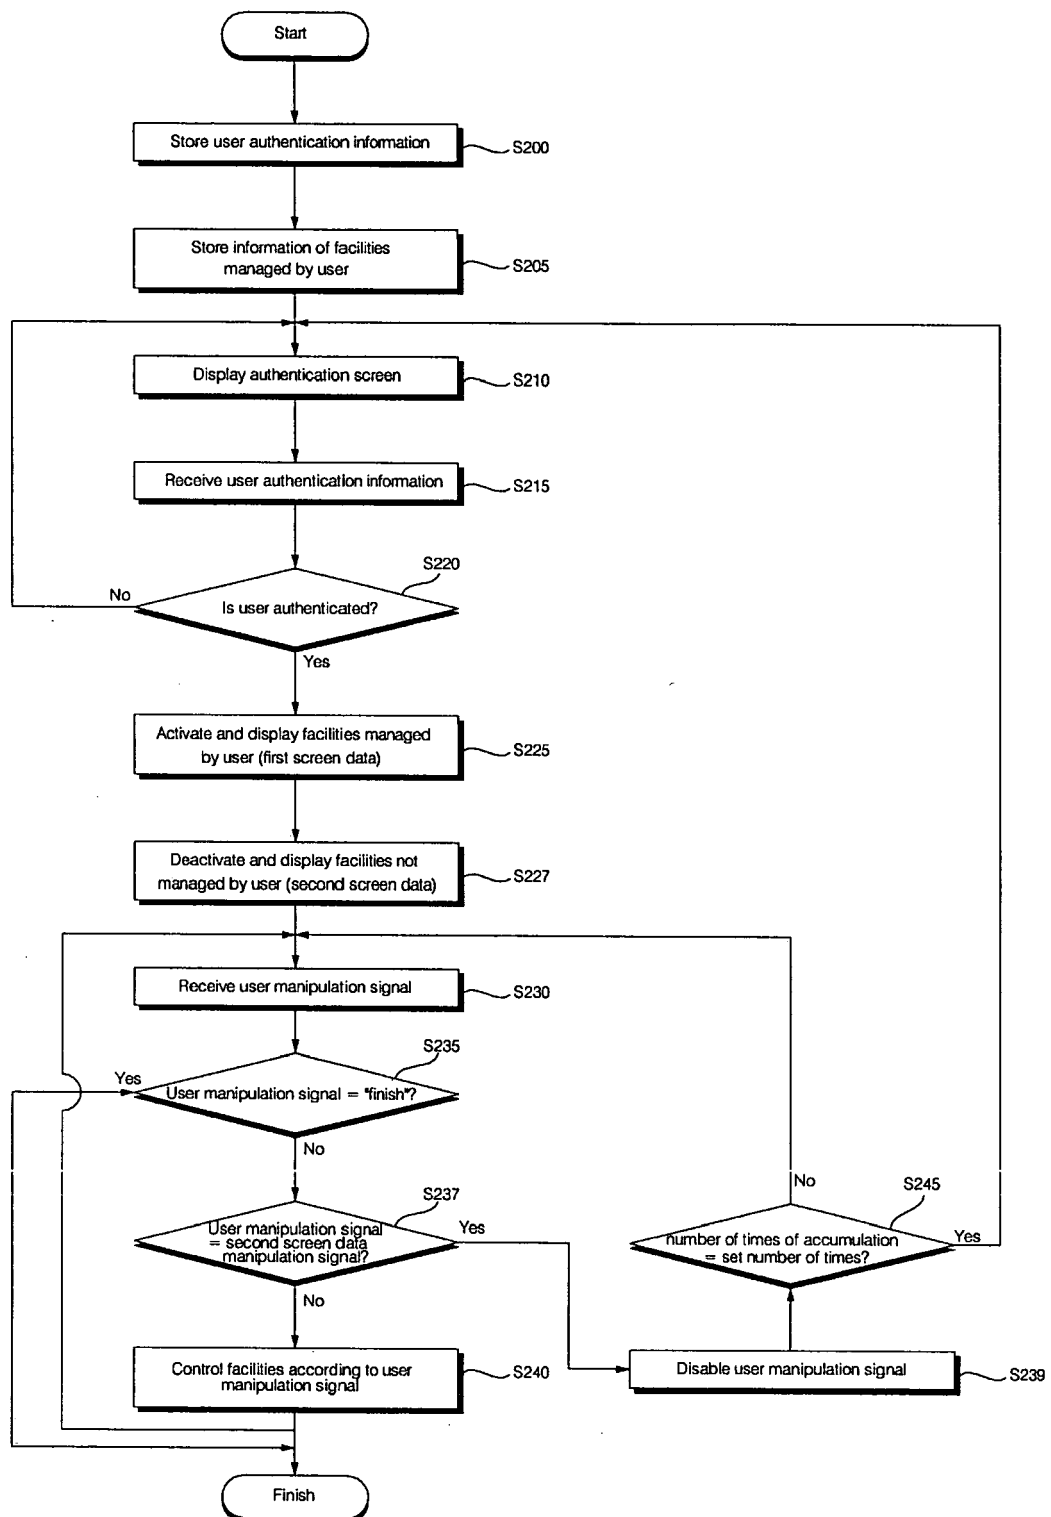 Start
Store user authentication information
S200
Store information of facilities
managed by user
S205
Display authentication screen
S210
Receive user authentication information
S215
S220
No
Is user authenticated?
Yes
Activate and display facilities managed
by user (first screen data)
S225
Deactivate and display facilities not
managed by user (second screen data)
S227
Receive user manipulation signal
S230
S235
Yes
User manipulation signal = "finish"?
No
S237
User manipulation signal
= second screen data
manipulation signal?
Yes
No
No
S245
number of times of accumulation
= set number of times?
Yes
Control facilities according to user
manipulation signal
S240
Disable user manipulation signal
S239
Finish